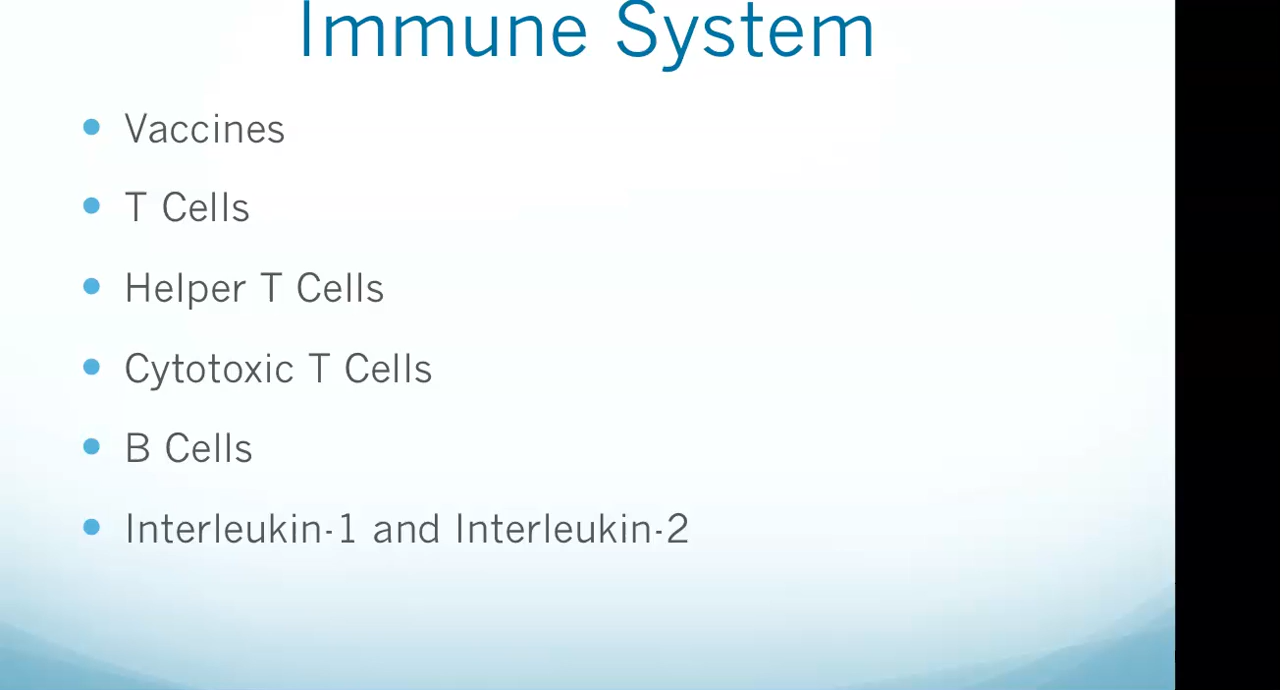 Immune System
Vaccines
T Cells
Helper T Cells
Cytotoxic T Cells
B Cells
Interleukin-1 and Interleukin-2